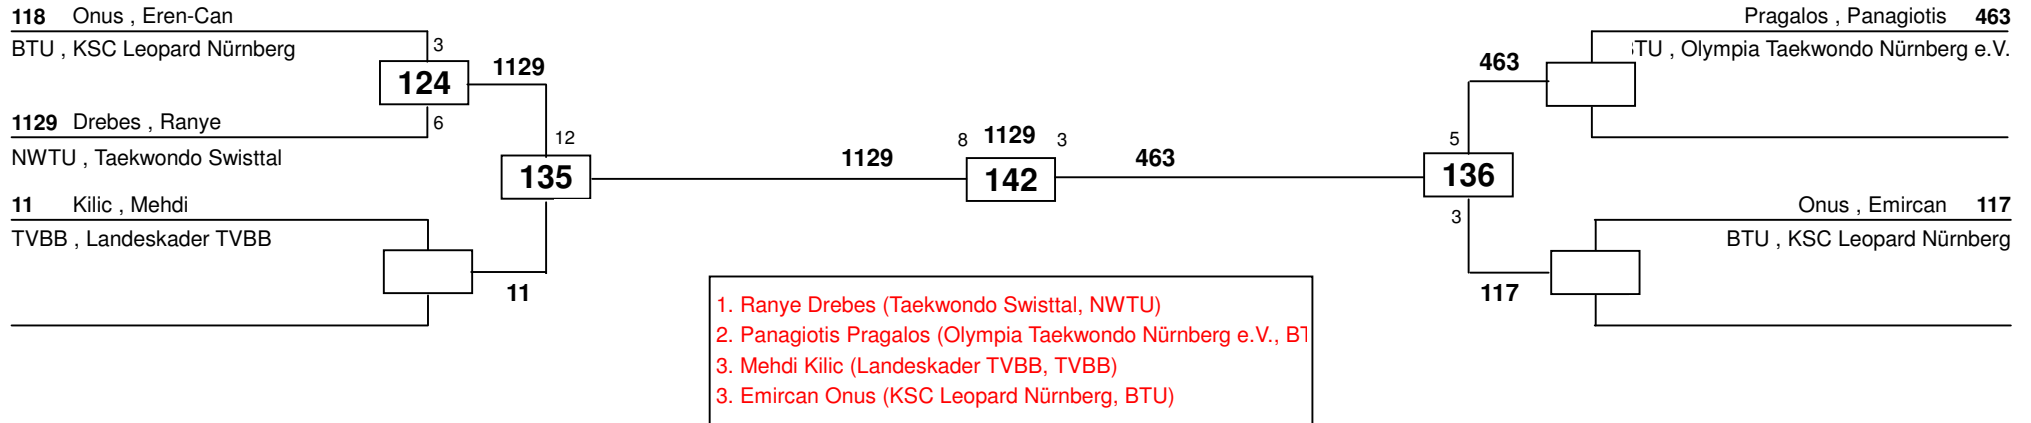 118 Onus , Eren-Can
BTU , KSC Leopard Nürnberg
3
124
1129
6
1129 Drebes , Ranye
NWTU , Taekwondo Swisttal
12
135
11 Kilic , Mehdi
TVBB , Landeskader TVBB
11
1129
8 1129 3
142
463
Pragalos , Panagiotis 463
TU , Olympia Taekwondo Nürnberg e.V.
463
5
136
3
Onus , Emircan 117
BTU , KSC Leopard Nürnberg
117
1. Ranye Drebes (Taekwondo Swisttal, NWTU)
2. Panagiotis Pragalos (Olympia Taekwondo Nürnberg e.V., BT
3. Mehdi Kilic (Landeskader TVBB, TVBB)
3. Emircan Onus (KSC Leopard Nürnberg, BTU)